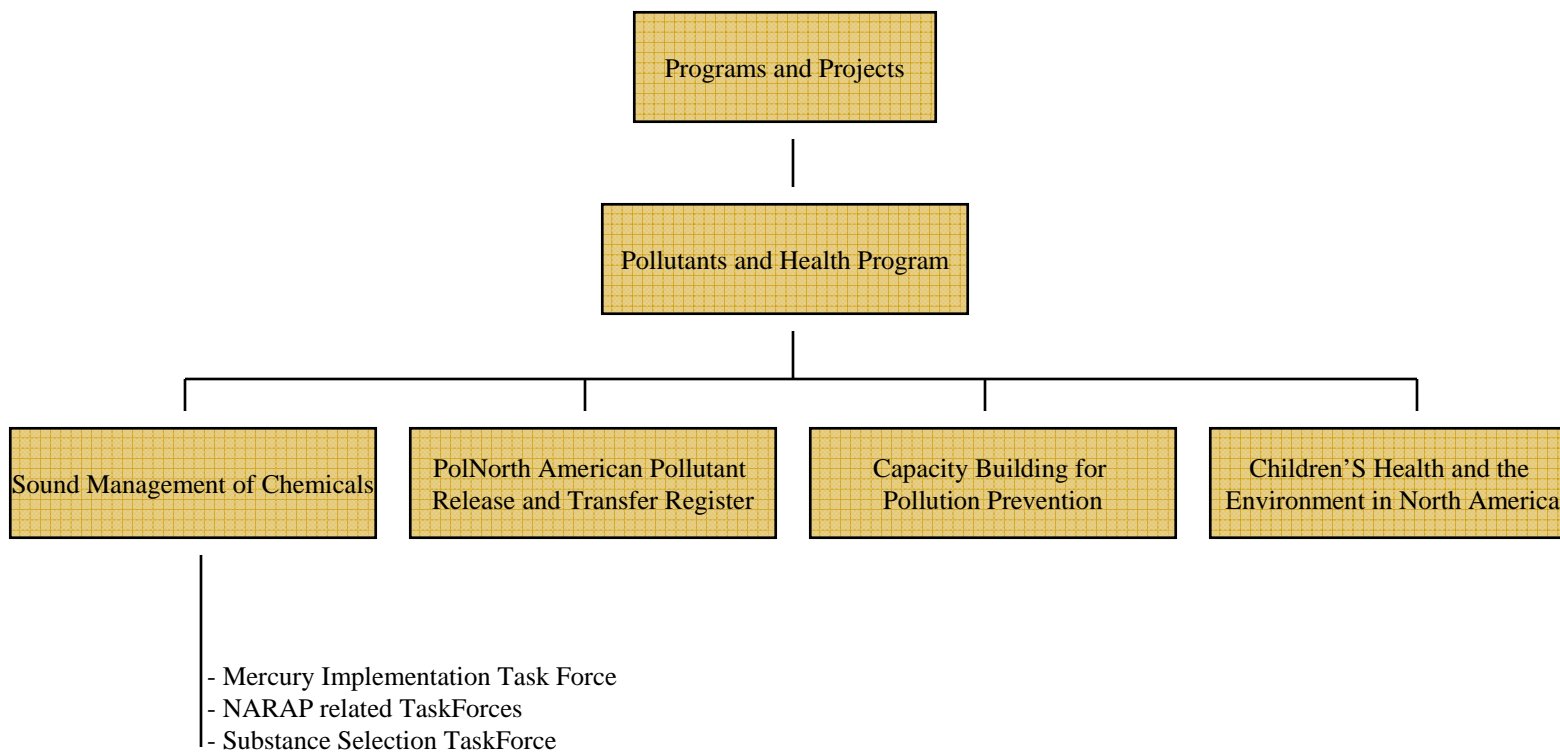 Programs and Projects
Pollutants and Health Program
Sound Management of Chemicals
PolNorth American Pollutant
Release and Transfer Register
Capacity Building for
Pollution Prevention
Children’S Health and the
Environment in North America
- Mercury Implementation Task Force
- NARAP related TaskForces
- Substance Selection TaskForce